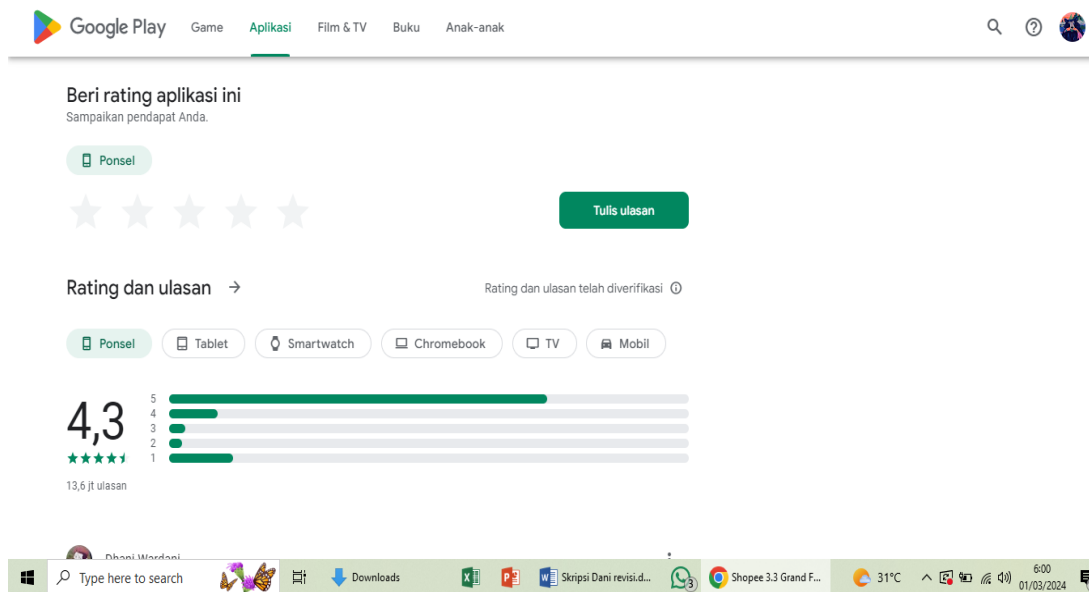 Google Play Game Aplikasi Film & TV Buku Anak-anak
Beri rating aplikasi ini
Sampaikan pendapat Anda.
Ponsel
Tulis ulasan
Rating dan ulasan
Rating dan ulasan telah diverifikasi
Ponsel Tablet Smartwatch Chromebook TV Mobil
4,3
5
4
3
2
1
13,6 jt ulasan
Dhani Wardani
Type here to search Downloads Skripsi Dani revisi.d... 3 Shopee 3.3 Grand F... 31°C 6:00
01/03/2024